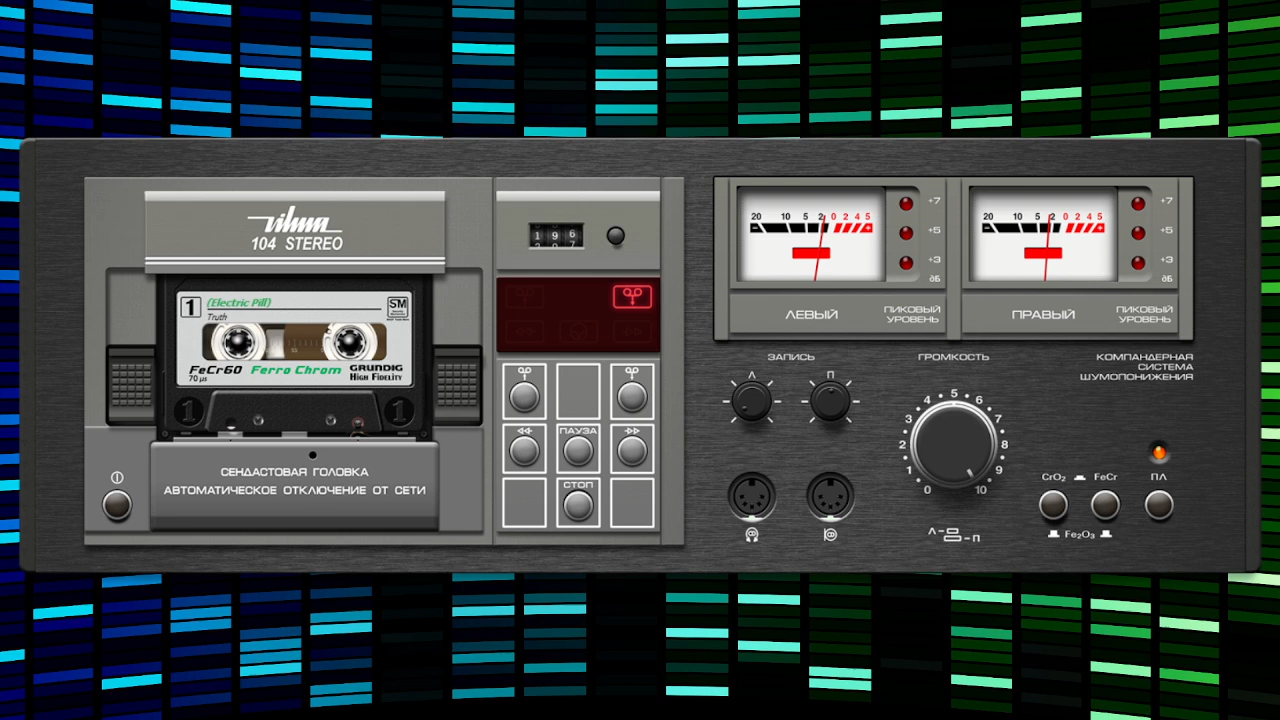 vilma
104 STEREO
1
(Electric Pill)
SM
Truth
15
FeCr60
Ferro Chrom
GRUNDIG
70 µs
High Fidelity
1
1
СЕНДАСТОВАЯ ГОЛОВКА
АВТОМАТИЧЕСКОЕ ОТКЛЮЧЕНИЕ ОТ СЕТИ
1 9 6
ПАУЗА
СТОП
20 10 5 2 0 2 4 5
+7
+5
+3
дБ
ЛЕВЫЙ
ПИКОВЫЙ
УРОВЕНЬ
20 10 5 2 0 2 4 5
+7
+5
+3
дБ
ПРАВЫЙ
ПИКОВЫЙ
УРОВЕНЬ
ЗАПИСЬ
Л
П
ГРОМКОСТЬ
0 1 2 3 4 5 6 7 8 9 10
Л
П
КОМПАНДЕРНАЯ
СИСТЕМА
ШУМОПОНИЖЕНИЯ
CrO₂
FeCr
ПЛ
Fe₂O₃